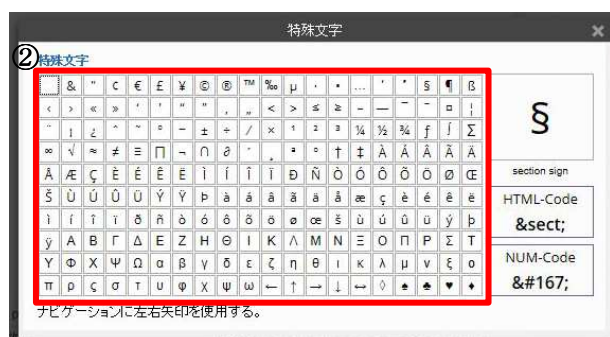 特殊文字
②特殊文字
& " ¢ € £ ¥ © ® ™ ‰ µ · • … ′ ″ § ¶ ß
‹ › « » ‘ ’ “ ” ‚ „ < > ≤ ≥ – — ¯ ‾ ¤ ¦
¨ ¡ ¿ ˆ ˜ ° − ± ÷ ⁄ × ¹ ² ³ ¼ ½ ¾ ƒ ∫ ∑
∞ √ ≈ ≠ ≡ ∏ ¬ ∩ ∂ ´ ¸ ª º † ‡ À Á Â Ã Ä
Å Æ Ç È É Ê Ë Ì Í Î Ï Ð Ñ Ò Ó Ô Õ Ö Ø Œ
Š Ù Ú Û Ü Ý Ÿ Þ à á â ã ä å æ ç è é ê ë
ì í î ï ð ñ ò ó ô õ ö ø œ š ù ú û ü ý þ
ÿ Α Β Γ Δ Ε Ζ Η Θ Ι Κ Λ Μ Ν Ξ Ο Π Ρ Σ Τ
Υ Φ Χ Ψ Ω α β γ δ ε ζ η θ ι κ λ μ ν ξ ο
π ρ ς σ τ υ φ χ ψ ω ← ↑ → ↓ ↔ ◊ ♠ ♣ ♥ ♦
§
section sign
HTML-Code
&sect;
NUM-Code
&#167;
ナビゲーションに左右矢印を使用する。